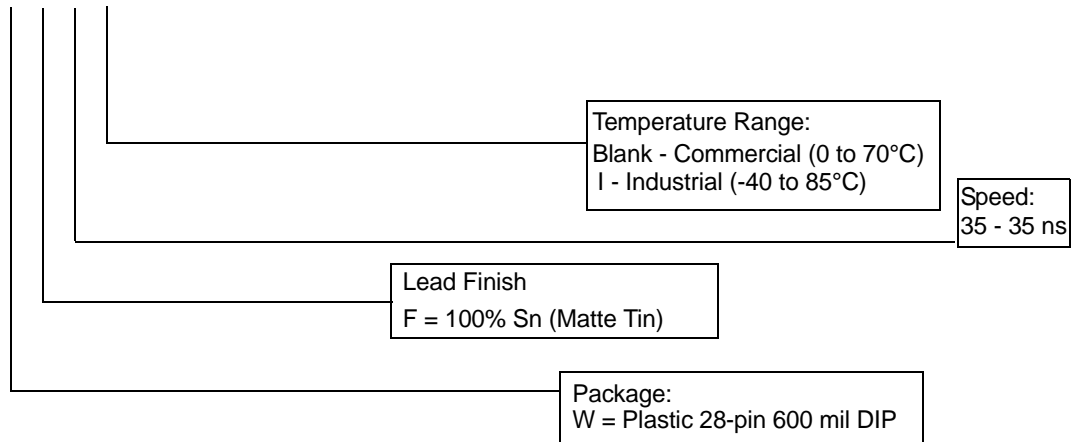 Temperature Range:
Blank - Commercial (0 to 70°C)
I - Industrial (-40 to 85°C)
Speed:
35 - 35 ns
Lead Finish
F = 100% Sn (Matte Tin)
Package:
W = Plastic 28-pin 600 mil DIP